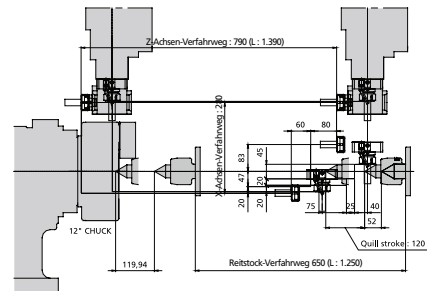 Z-Achsen-Verfahrweg : 790 (L : 1.390)
X-Achsen-Verfahrweg : 230
60
80
83
45
47
20
20
20
75
25
40
52
12" CHUCK
119,94
Quill stroke : 120
Reitstock-Verfahrweg 650 (L : 1.250)